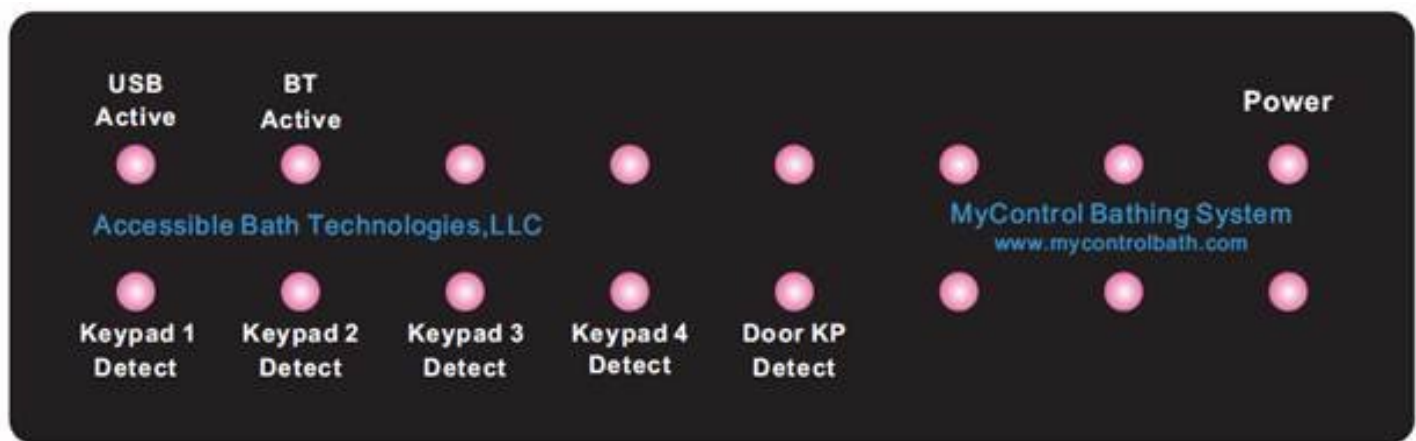 USB
Active
BT
Active
Power
Accessible Bath Technologies,LLC
MyControl Bathing System
www.mycontrolbath.com
Keypad 1
Detect
Keypad 2
Detect
Keypad 3
Detect
Keypad 4
Detect
Door KP
Detect